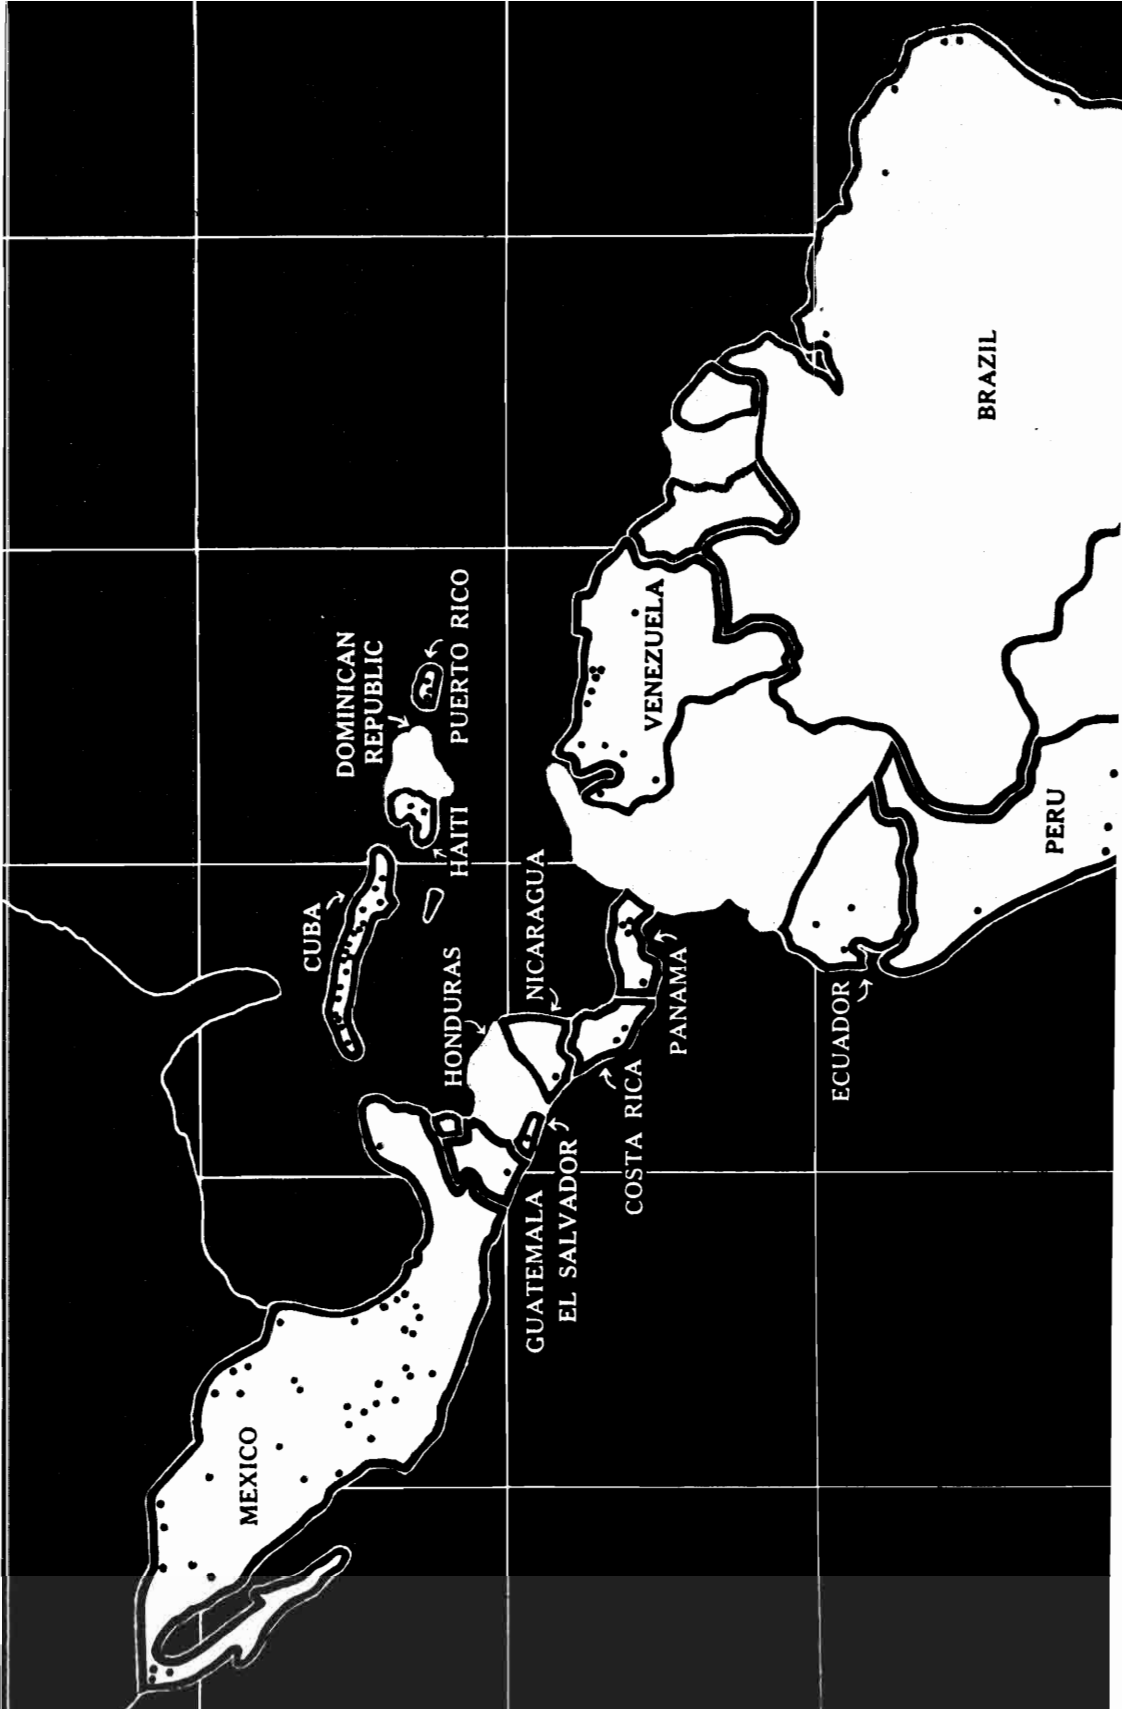 MEXICO
CUBA
DOMINICAN
REPUBLIC
PUERTO RICO
HAITI
HONDURAS
NICARAGUA
GUATEMALA
EL SALVADOR
COSTA RICA
PANAMA
VENEZUELA
ECUADOR
BRAZIL
PERU